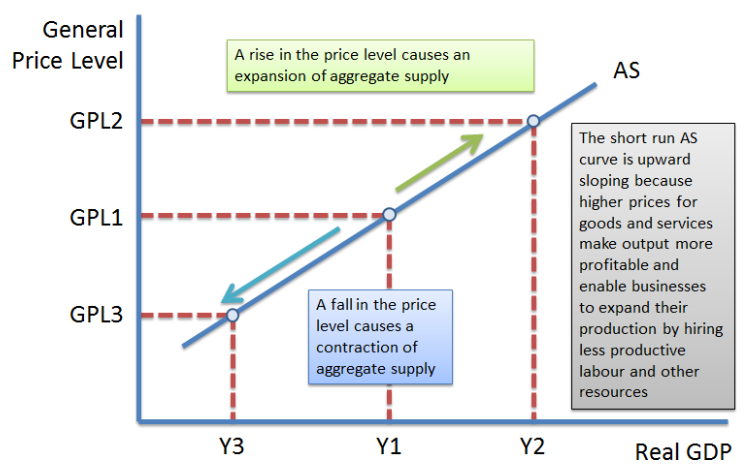 General
Price Level
A rise in the price level causes an
expansion of aggregate supply
AS
GPL2
The short run AS
curve is upward
sloping because
higher prices for
goods and services
make output more
profitable and
enable businesses
to expand their
production by hiring
less productive
labour and other
resources
GPL1
GPL3
A fall in the price
level causes a
contraction of
aggregate supply
Y3
Y1
Y2
Real GDP